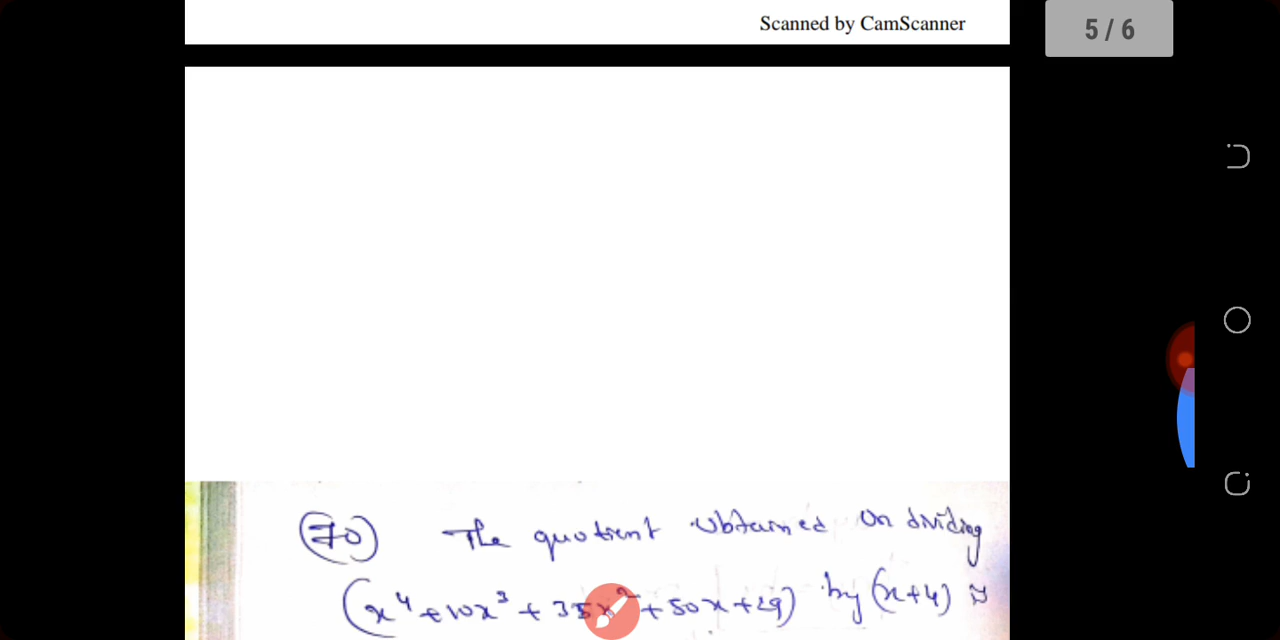 Scanned by CamScanner
5 / 6
70 The quotient obtained on dividing
(x⁴+10x³ + 35x² + 50x + 29) by (x+4) is